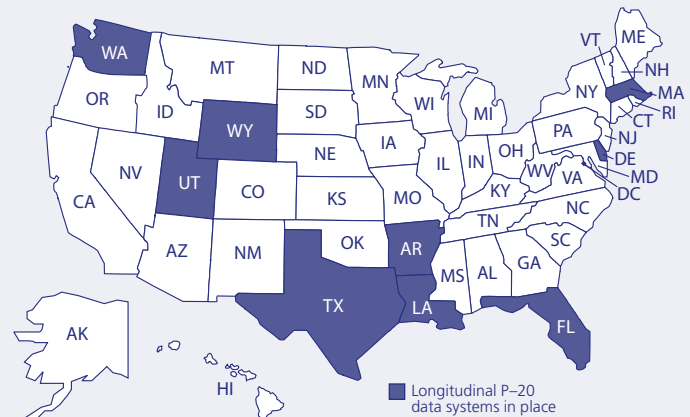 WA
MT
ND
MN
VT
ME
NH
MA
RI
CT
NY
OR
ID
WY
SD
WI
MI
NV
UT
CO
NE
IA
IL
IN
OH
PA
NJ
DE
MD
DC
CA
KS
MO
KY
WV
VA
AZ
NM
OK
AR
TN
NC
SC
MS
AL
GA
TX
LA
FL
AK
HI
Longitudinal P–20
data systems in place